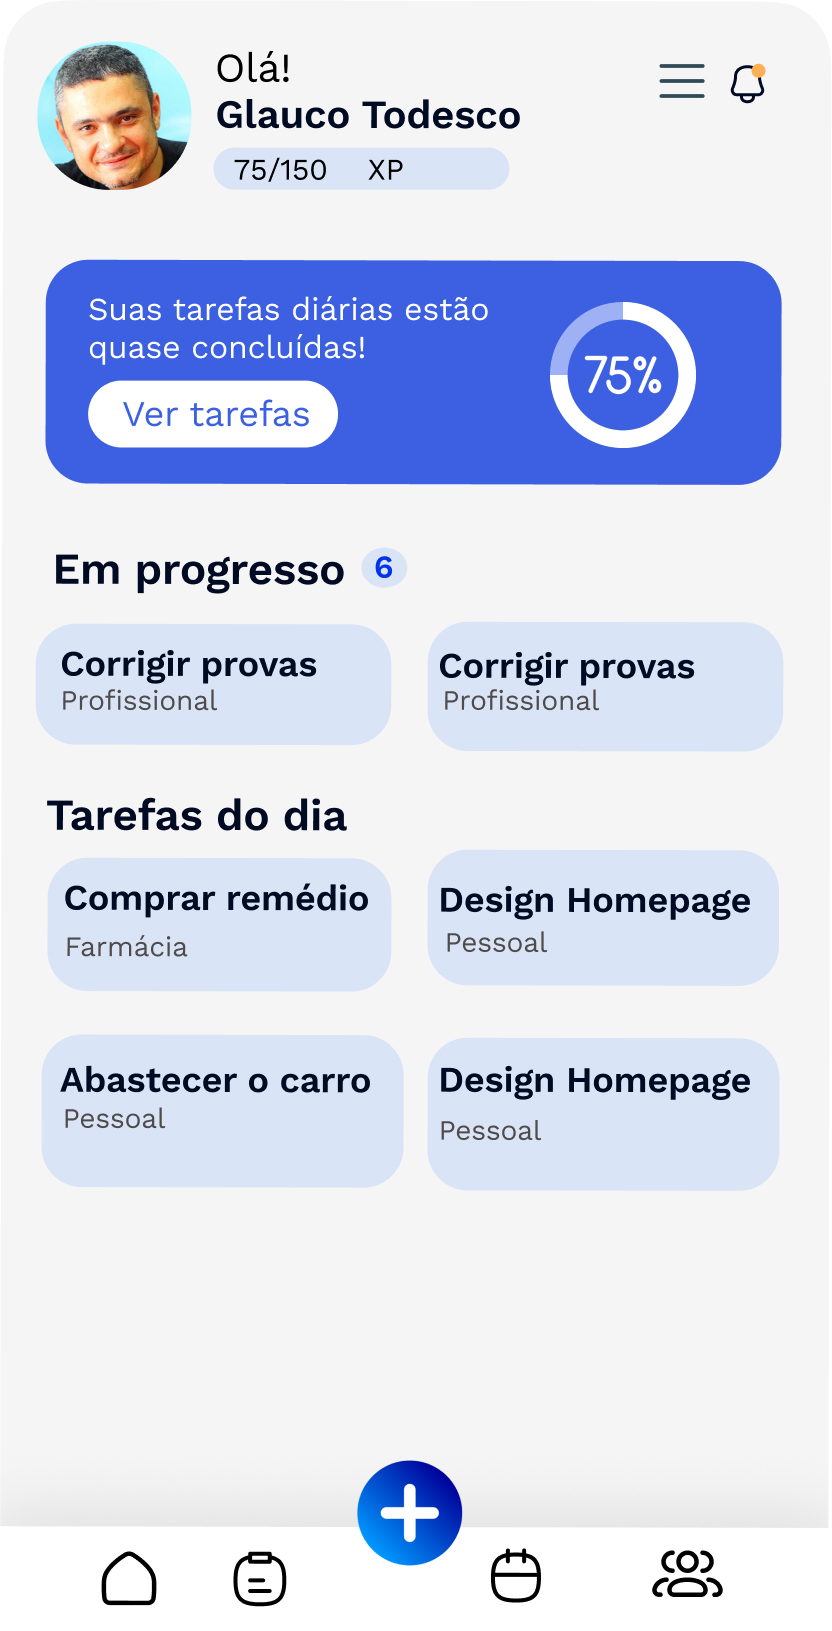 Olá!
Glauco Todesco
75/150 XP
Suas tarefas diárias estão
quase concluídas!
Ver tarefas
75%
Em progresso 6
Corrigir provas
Profissional
Corrigir provas
Profissional
Tarefas do dia
Comprar remédio
Farmácia
Design Homepage
Pessoal
Abastecer o carro
Pessoal
Design Homepage
Pessoal